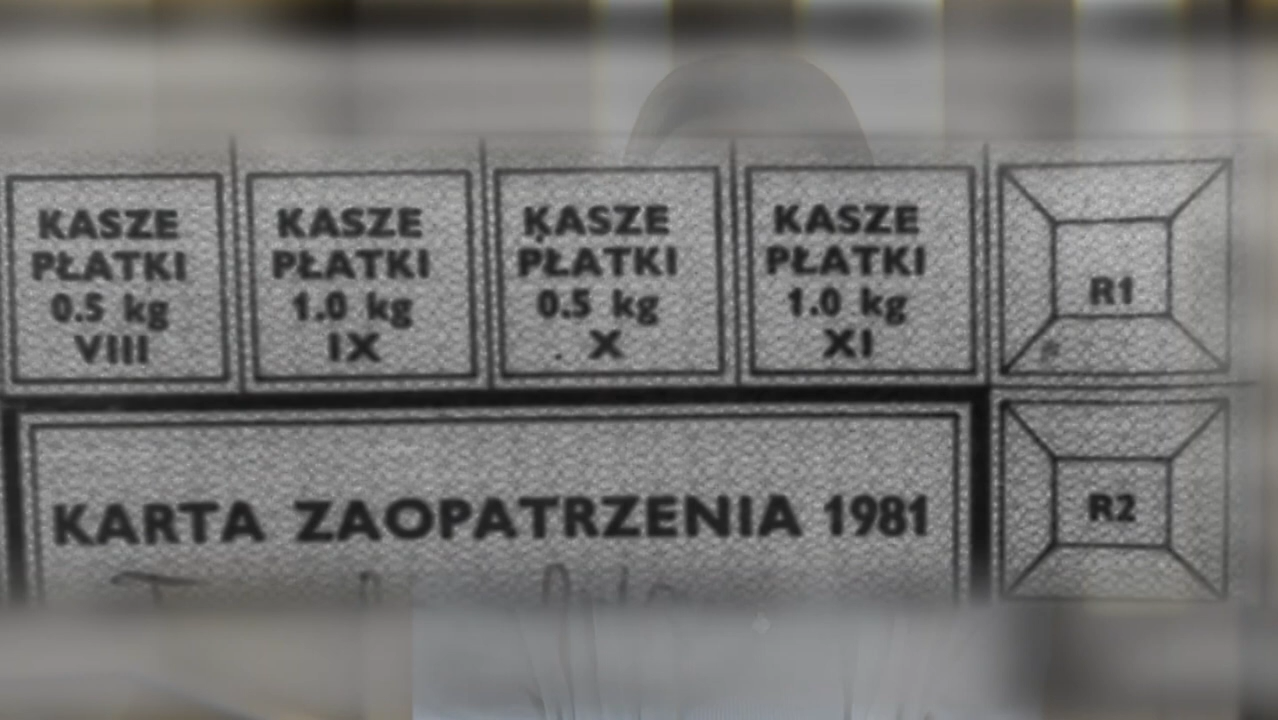 KASZE
PŁATKI
0.5 kg
VIII
KASZE
PŁATKI
1.0 kg
IX
KASZE
PŁATKI
0.5 kg
X
KASZE
PŁATKI
1.0 kg
XI
R1
KARTA ZAOPATRZENIA 1981
R2